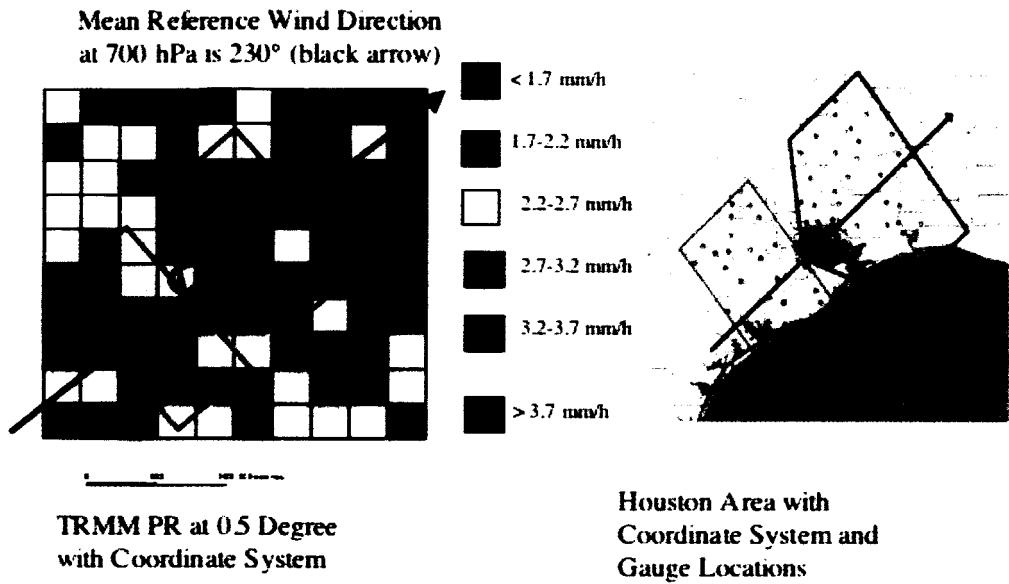 Mean Reference Wind Direction
at 700 hPa is 230° (black arrow)
< 1.7 mm/h
1.7-2.2 mm/h
2.2-2.7 mm/h
2.7-3.2 mm/h
3.2-3.7 mm/h
> 3.7 mm/h
TRMM PR at 0.5 Degree
with Coordinate System
Houston Area with
Coordinate System and
Gauge Locations